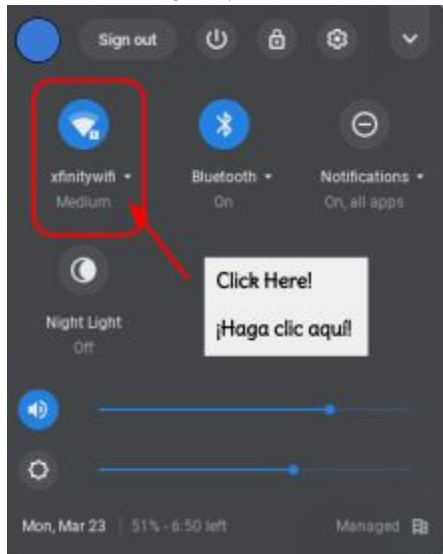 Sign out
xfinitywifi
Bluetooth
Notifications
Medium
On
On, all apps
Click Here!
¡Haga clic aquí!
Night Light
Off
Mon, Mar 23 51% - 6:50 left Managed